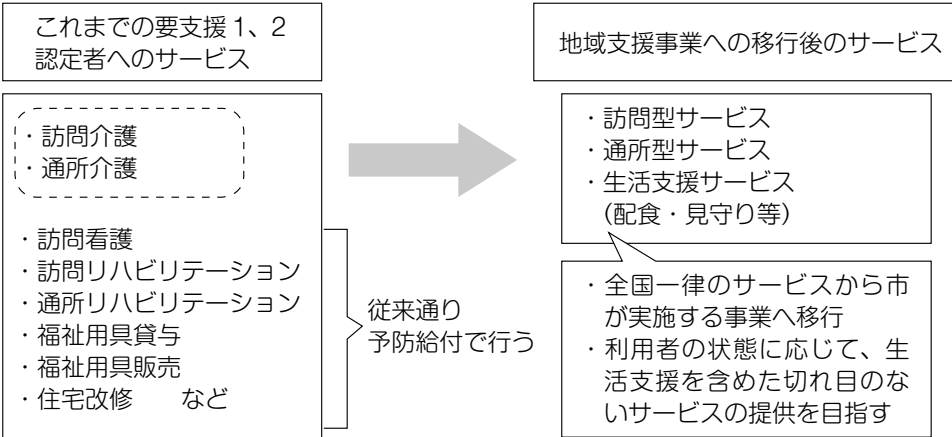 これまでの要支援1、2
認定者へのサービス
・訪問介護
・通所介護
・訪問看護
・訪問リハビリテーション
・通所リハビリテーション
・福祉用具貸与
・福祉用具販売
・住宅改修　など
従来通り
予防給付で行う
地域支援事業への移行後のサービス
・訪問型サービス
・通所型サービス
・生活支援サービス
（配食・見守り等）
・全国一律のサービスから市
が実施する事業へ移行
・利用者の状態に応じて、生
活支援を含めた切れ目のな
いサービスの提供を目指す